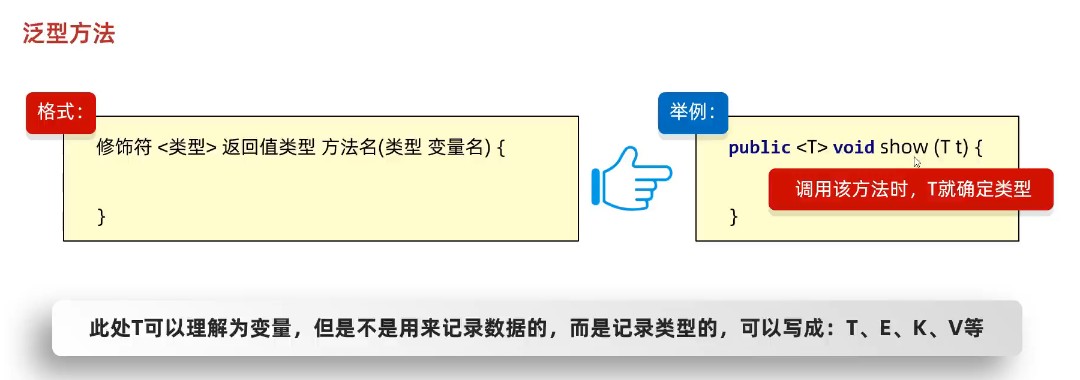 泛型方法
格式：
修饰符 <类型> 返回值类型 方法名(类型 变量名) {
}
举例：
public <T> void show (T t) {
调用该方法时，T就确定类型
}
此处T可以理解为变量，但是不是用来记录数据的，而是记录类型的，可以写成：T、E、K、V等